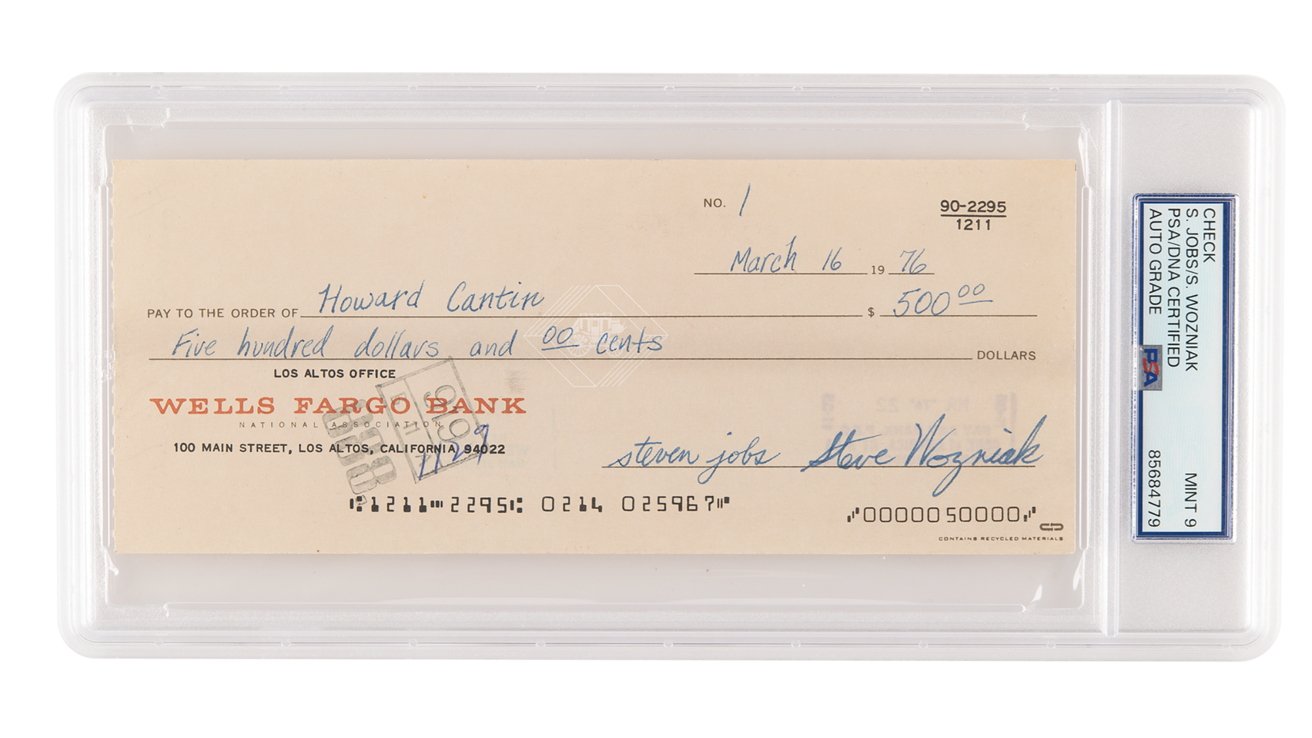 NO. 1
90-2295
1211
March 16 19 76
PAY TO THE ORDER OF Howard Cantin $ 500 00
Five hundred dollars and 00 cents DOLLARS
LOS ALTOS OFFICE
WELLS FARGO BANK
NATIONAL ASSOCIATION
100 MAIN STREET, LOS ALTOS, CALIFORNIA 94022
steven jobs Steve Wozniak
⑆1211⑉2295⑆ 0214 025967⑈ ⑇0000050000⑇
CONTAINS RECYCLED MATERIALS
CHECK
S. JOBS/S. WOZNIAK
PSA/DNA CERTIFIED
AUTO GRADE
MINT 9
85684779
PSA